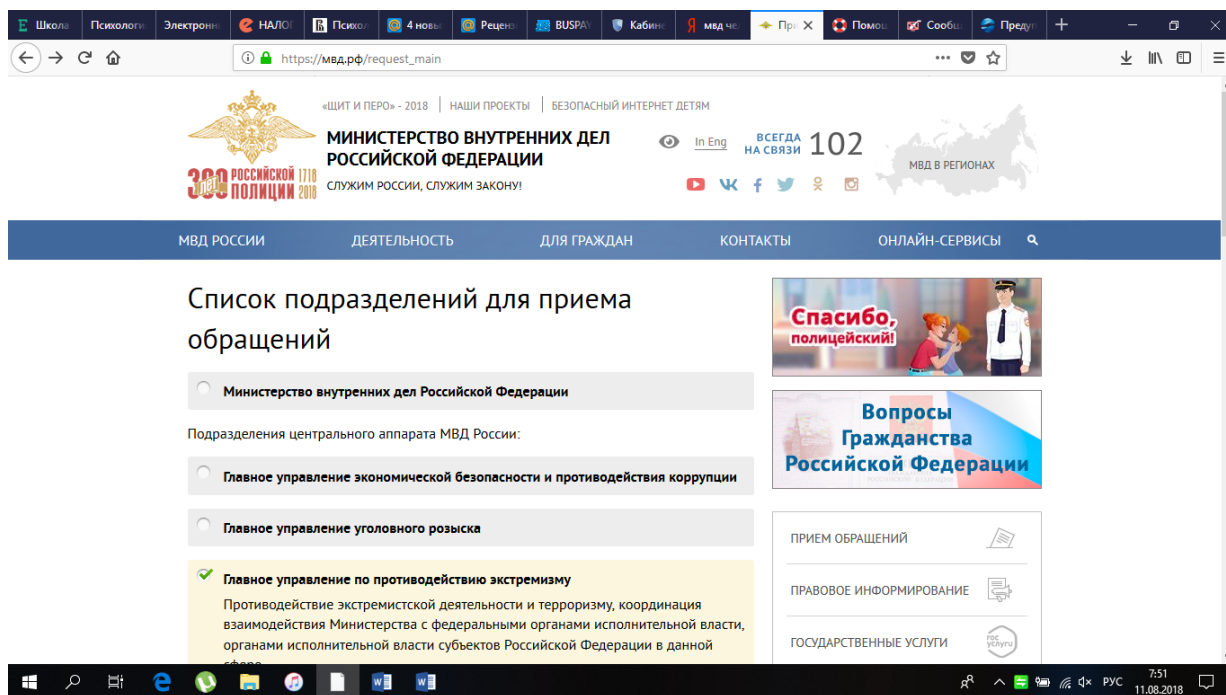 Школа
Психологи
Электронн
НАЛОГ
Психол
4 новы
Реценз
BUSPAY
Кабине
мвд че
При
Помощ
Сообщ
Предуп
https://мвд.рф/request_main
«ЩИТ И ПЕРО» - 2018 | НАШИ ПРОЕКТЫ | БЕЗОПАСНЫЙ ИНТЕРНЕТ ДЕТЯМ
МИНИСТЕРСТВО ВНУТРЕННИХ ДЕЛ
РОССИЙСКОЙ ФЕДЕРАЦИИ
СЛУЖИМ РОССИИ, СЛУЖИМ ЗАКОНУ!
300 лет РОССИЙСКОЙ 1718
ПОЛИЦИИ 2018
In Eng
ВСЕГДА
НА СВЯЗИ 102
МВД В РЕГИОНАХ
МВД РОССИИ
ДЕЯТЕЛЬНОСТЬ
ДЛЯ ГРАЖДАН
КОНТАКТЫ
ОНЛАЙН-СЕРВИСЫ
Список подразделений для приема
обращений
Министерство внутренних дел Российской Федерации
Подразделения центрального аппарата МВД России:
Главное управление экономической безопасности и противодействия коррупции
Главное управление уголовного розыска
Главное управление по противодействию экстремизму
Противодействие экстремистской деятельности и терроризму, координация
взаимодействия Министерства с федеральными органами исполнительной власти,
органами исполнительной власти субъектов Российской Федерации в данной
сфере
Спасибо,
полицейский!
Вопросы
Гражданства
Российской Федерации
ПРИЕМ ОБРАЩЕНИЙ
ПРАВОВОЕ ИНФОРМИРОВАНИЕ
ГОСУДАРСТВЕННЫЕ УСЛУГИ
гос
услуги
РУС
7:51
11.08.2018